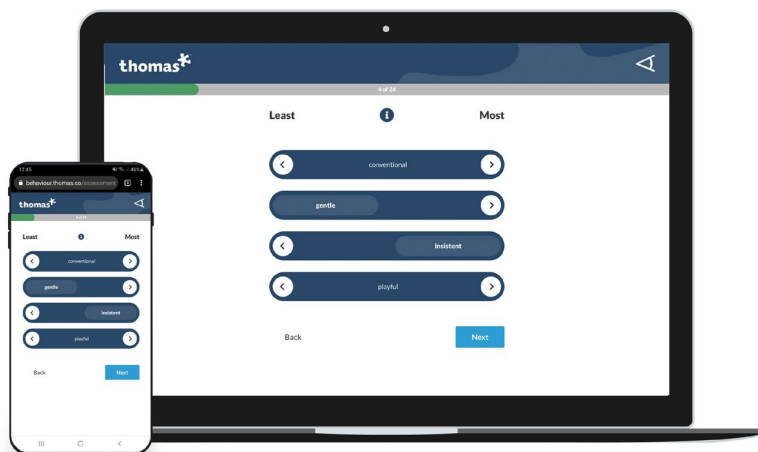 thomas
4 of 24
Least Most
conventional
gentle
insistent
playful
Back Next
12:45 45%
behaviour.thomas.co/assessment
thomas
Least Most
conventional
gentle
insistent
playful
Back Next